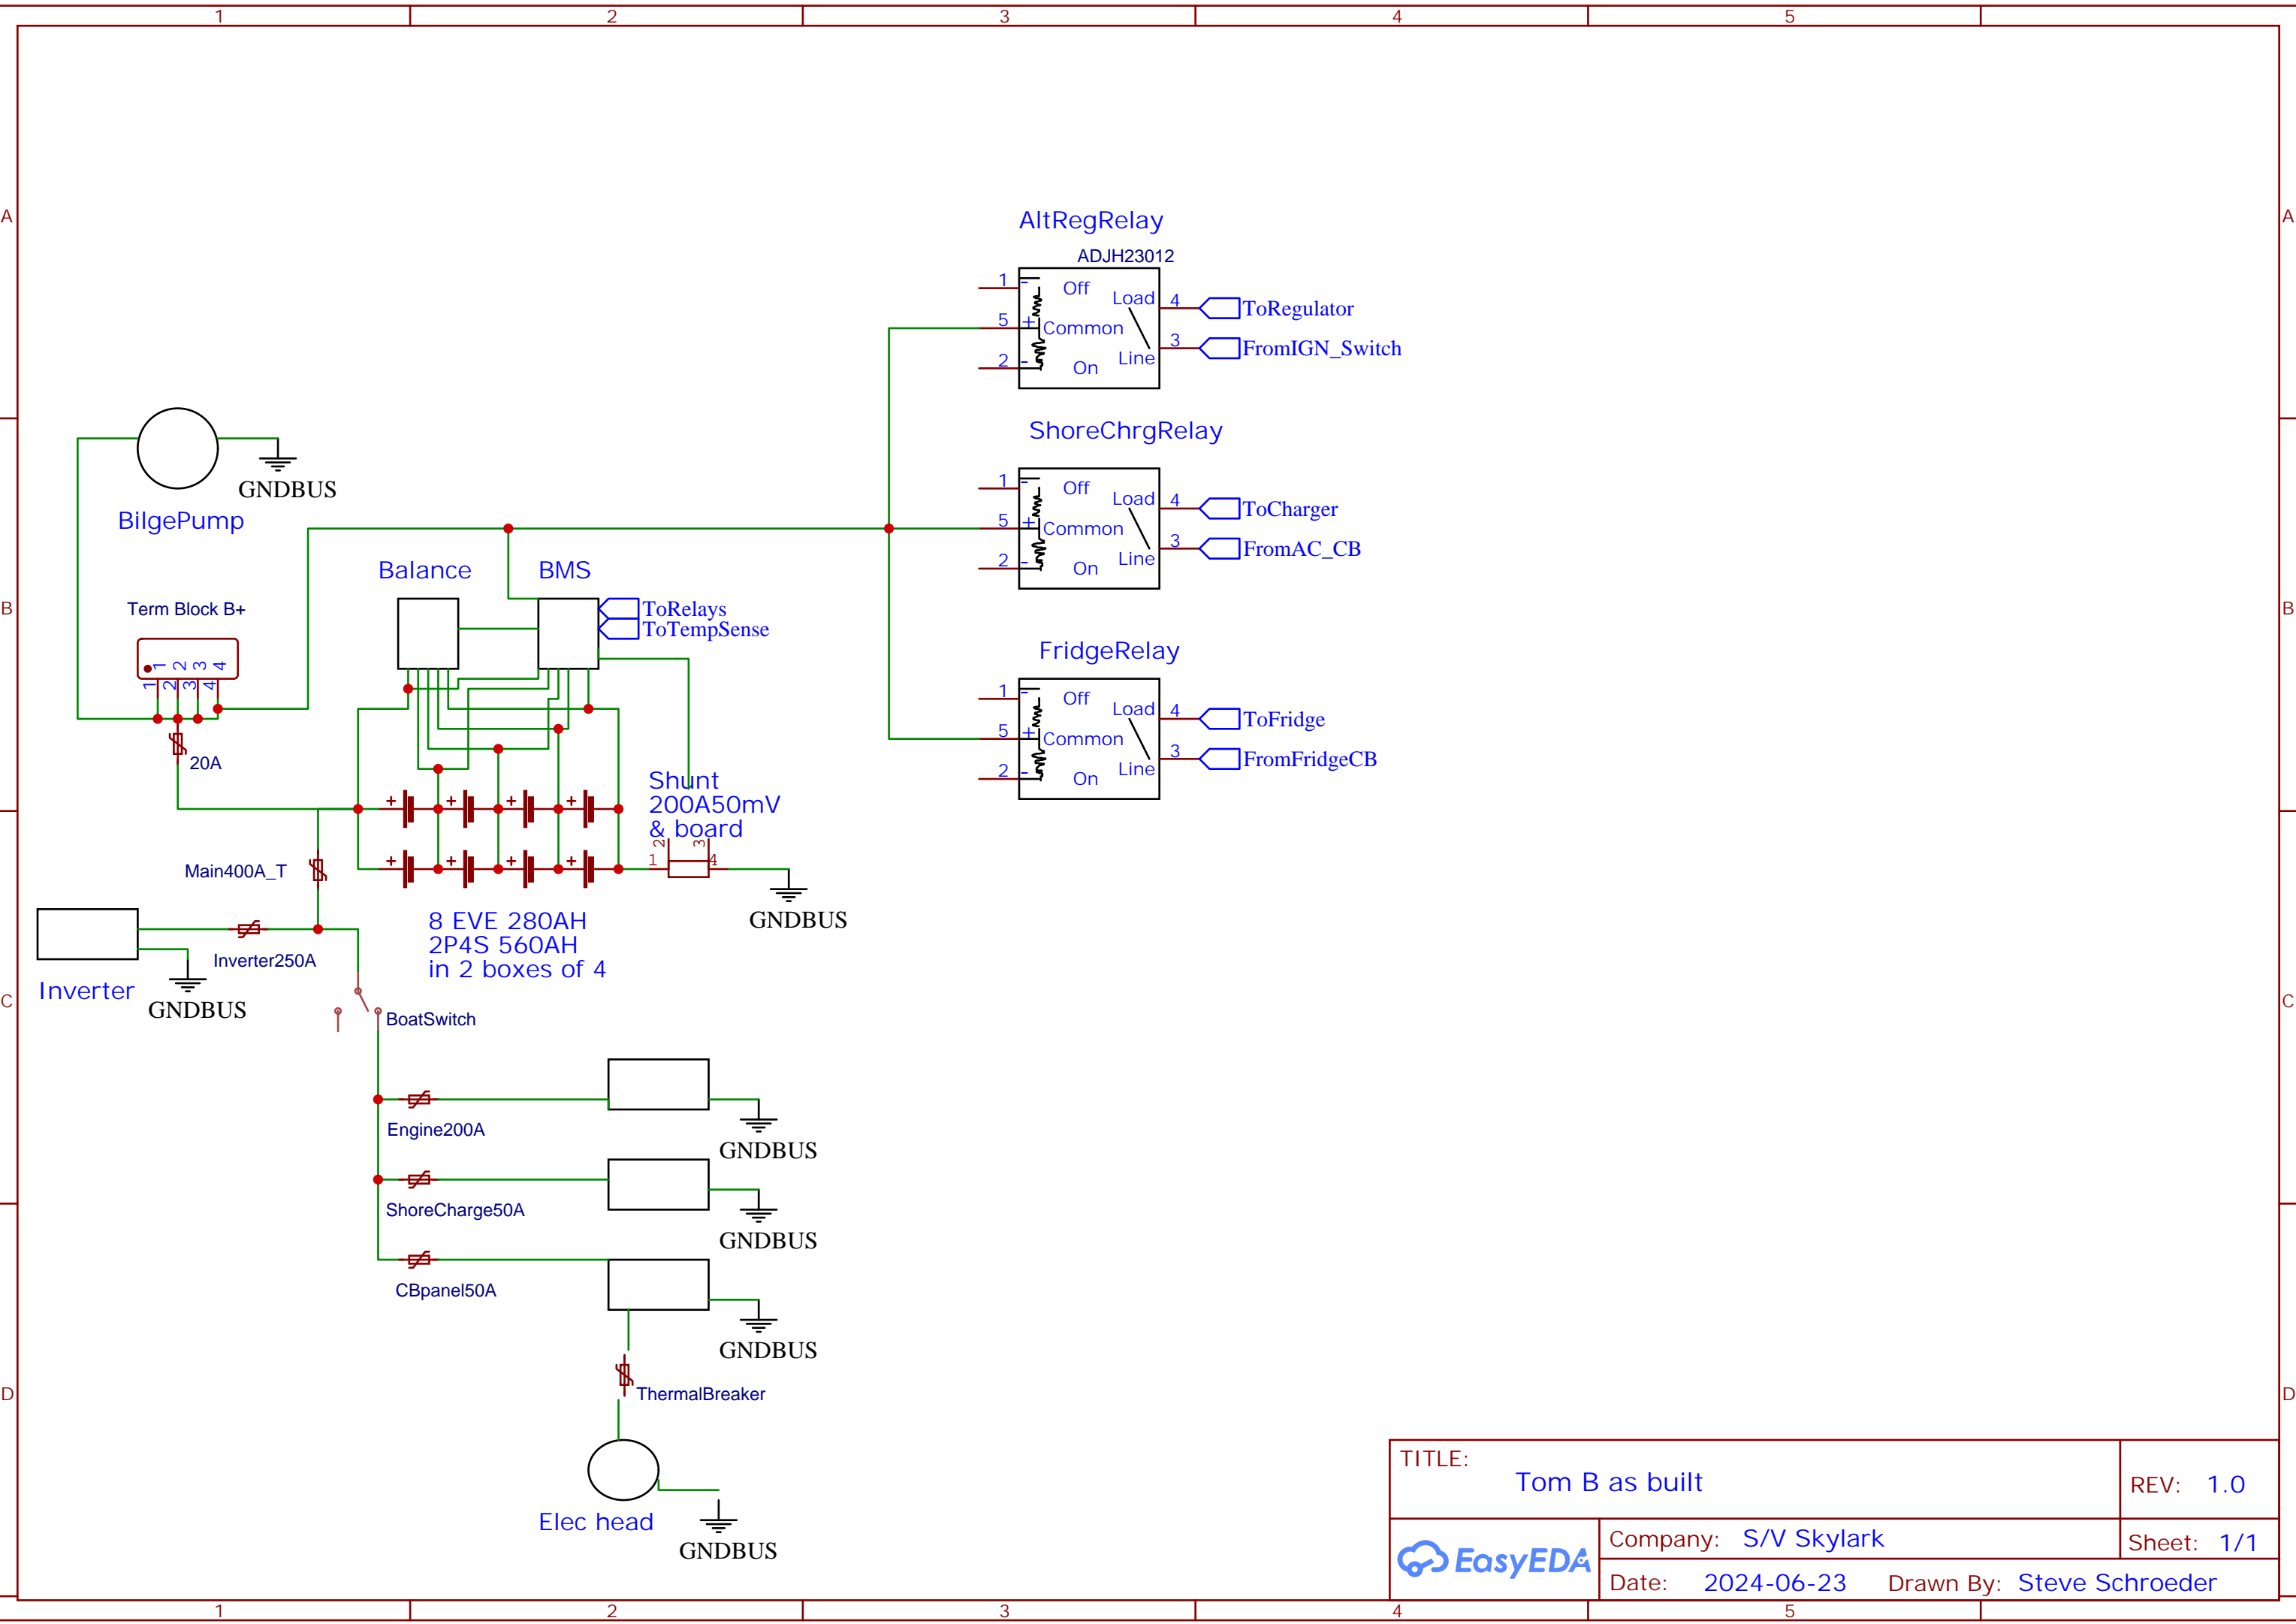 1 2 3 4 5
A A
AltRegRelay
ADJH23012
1 - Off
Load 4 ToRegulator
5 + Common
3 FromIGN_Switch
Line
2 - On
B B
ShoreChrgRelay
1 - Off
Load 4 ToCharger
5 + Common
3 FromAC_CB
Line
2 - On
FridgeRelay
1 - Off
Load 4 ToFridge
5 + Common
3 FromFridgeCB
Line
2 - On
GNDBUS
BilgePump
Balance BMS
Term Block B+
ToRelays
ToTempSense
1 2 3 4
1 2 3 4
20A
Shunt
200A50mV
& board
+ + + +
2 3
1 4
+ + + +
Main400A_T
GNDBUS
8 EVE 280AH
2P4S 560AH
in 2 boxes of 4
Inverter250A
Inverter
GNDBUS
C C
BoatSwitch
Engine200A
GNDBUS
ShoreCharge50A
GNDBUS
CBpanel50A
GNDBUS
D D
ThermalBreaker
Elec head
GNDBUS
TITLE:
Tom B as built
REV: 1.0
EasyEDA
Company: S/V Skylark
Sheet: 1/1
Date: 2024-06-23 Drawn By: Steve Schroeder
1 2 3 4 5